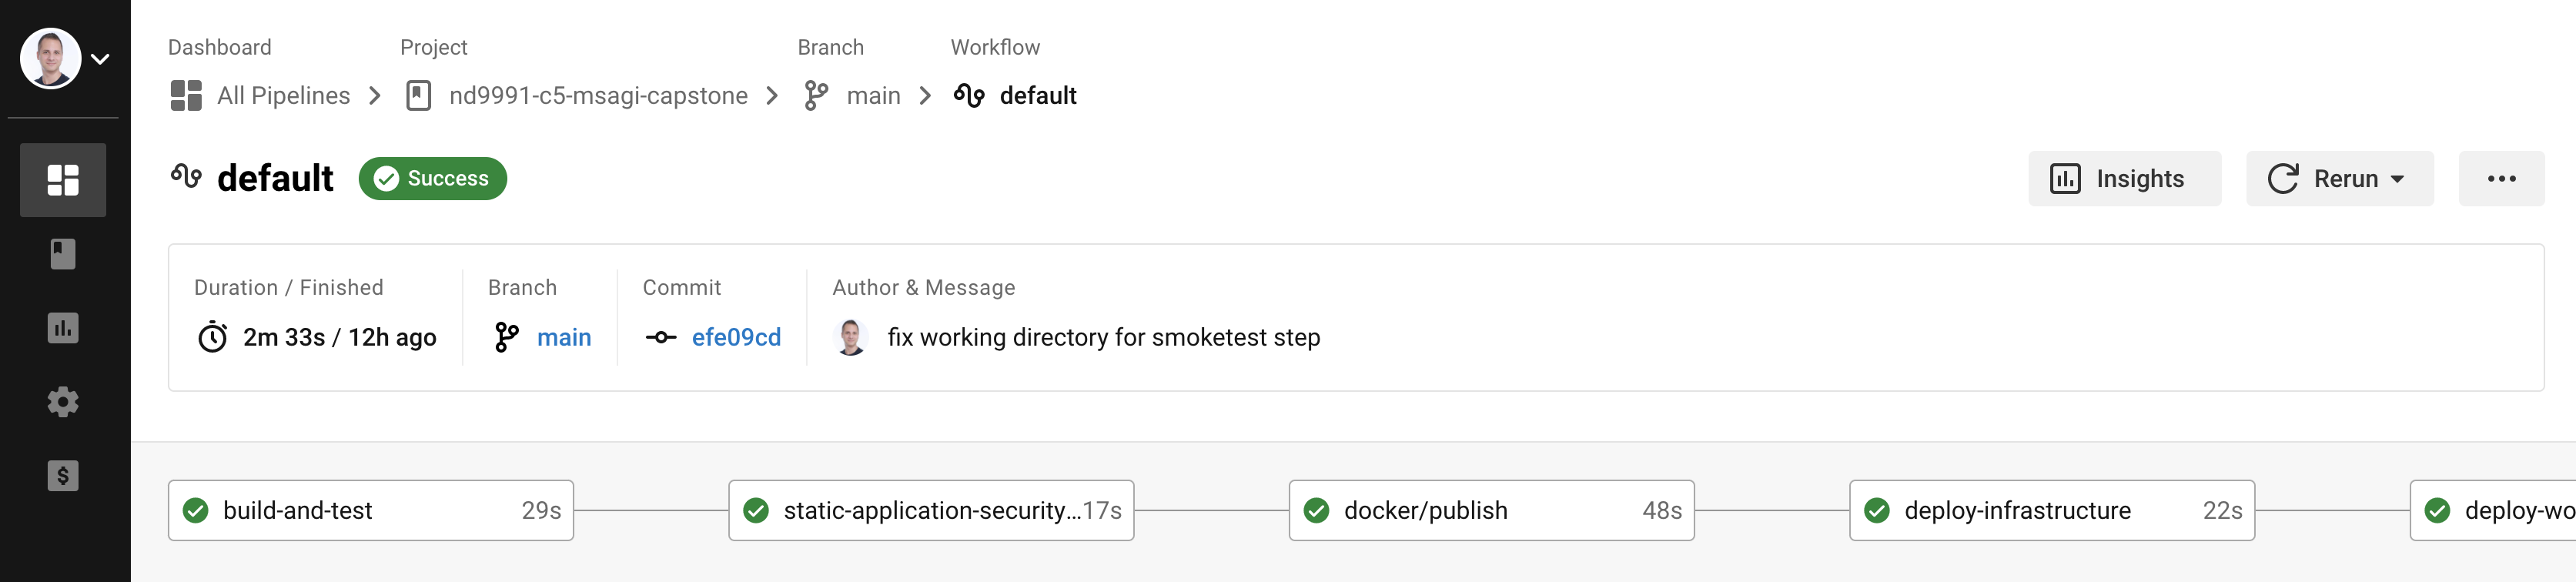 Dashboard Project Branch Workflow
All Pipelines nd9991-c5-msagi-capstone main default
default Success Insights Rerun
Duration / Finished Branch Commit Author & Message
2m 33s / 12h ago main efe09cd fix working directory for smoketest step
build-and-test 29s static-application-security...17s docker/publish 48s deploy-infrastructure 22s deploy-wo